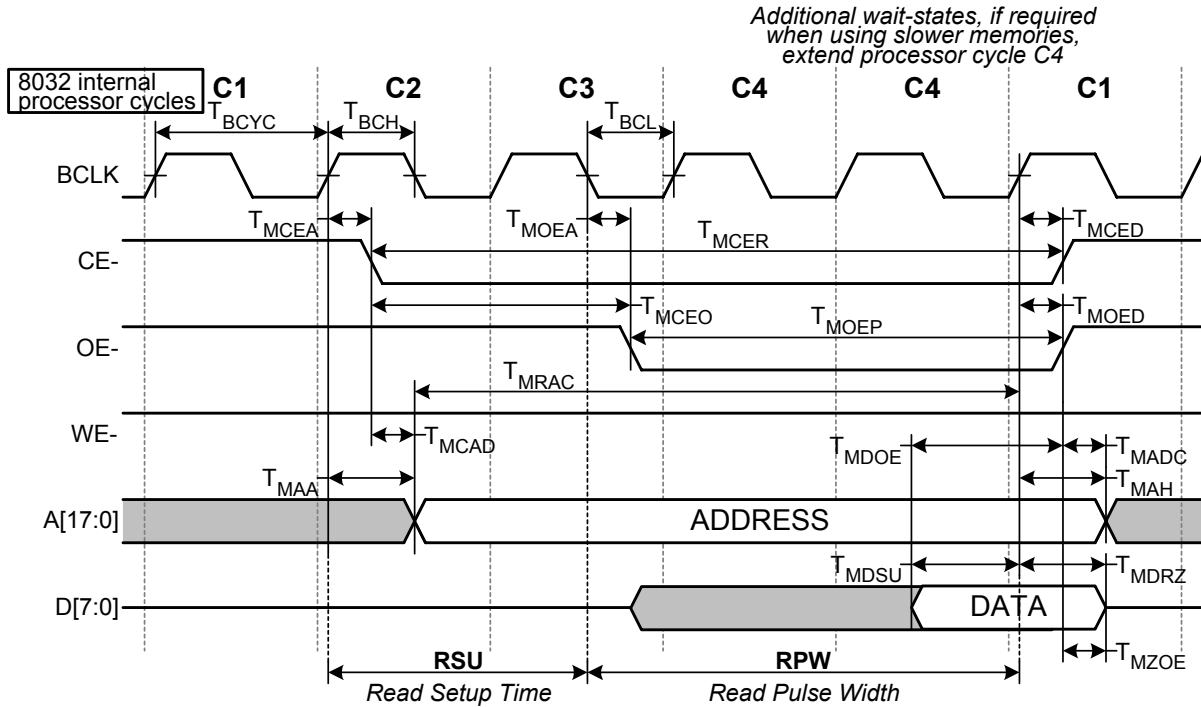 Additional wait-states, if required
when using slower memories,
extend processor cycle C4
8032 internal
processor cycles
C1 C2 C3 C4 C4 C1
TBCYC TBCH TBCL
BCLK
TMCEA TMOEA TMCER TMCED
CE-
TMCEO TMOEP TMOED
OE-
TMRAC
WE-
TMCAD TMDOE TMADC
TMAA TMAH
A[17:0] ADDRESS
TMDSU TMDRZ
D[7:0] DATA
RSU RPW TMZOE
Read Setup Time Read Pulse Width